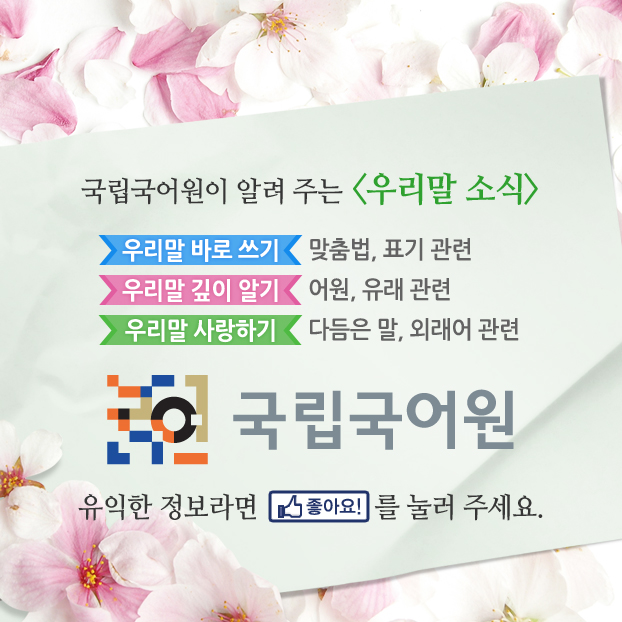 국립국어원이 알려 주는 〈우리말 소식〉
우리말 바로 쓰기 맞춤법, 표기 관련
우리말 깊이 알기 어원, 유래 관련
우리말 사랑하기 다듬은 말, 외래어 관련
국립국어원
유익한 정보라면 좋아요! 를 눌러 주세요.